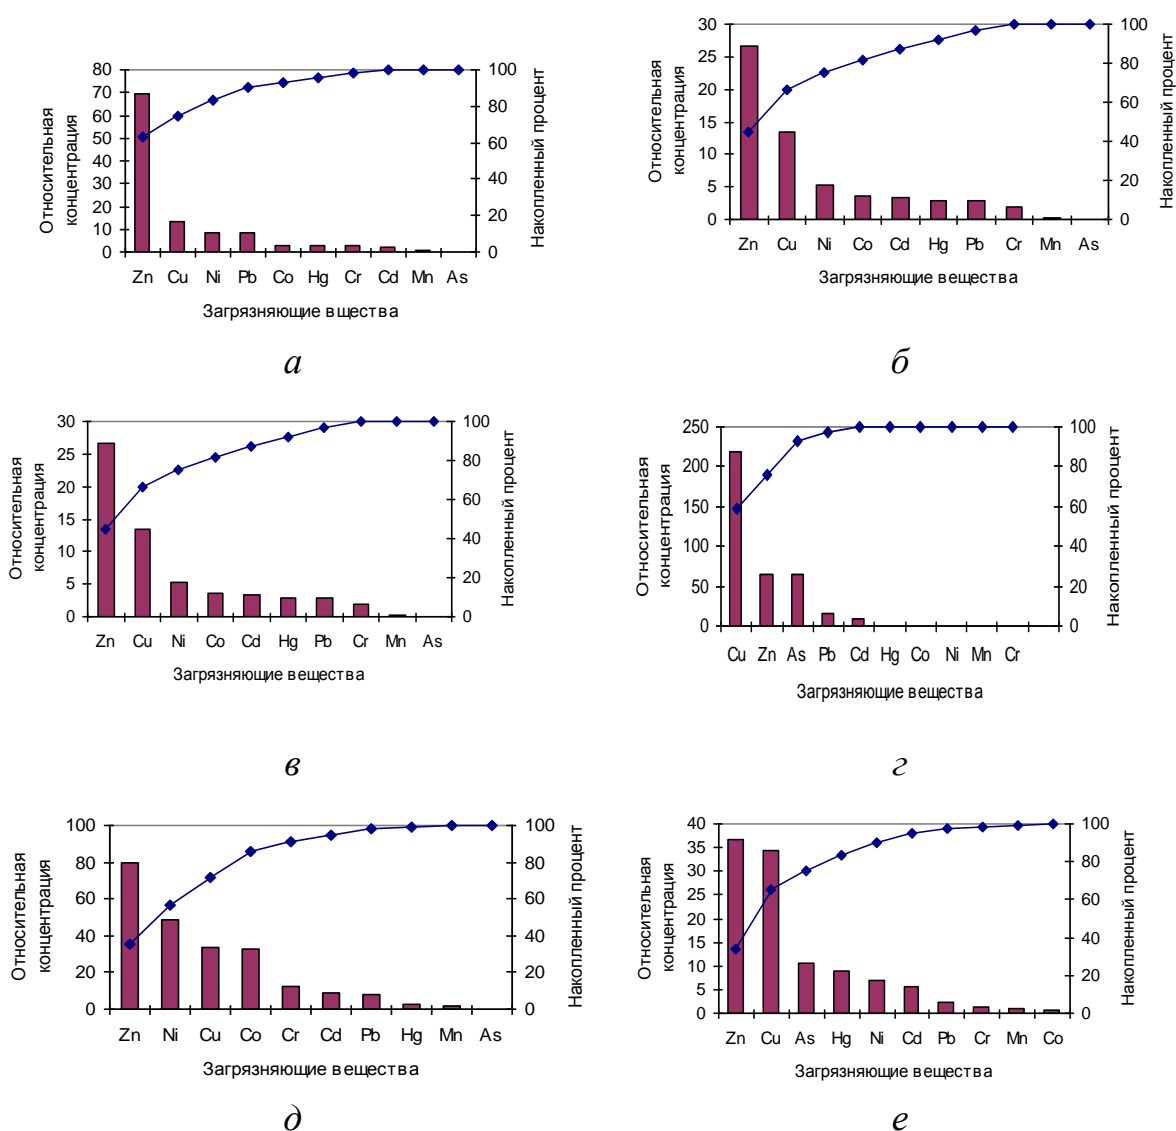 80
70
60
50
40
30
20
10
0
100
80
60
40
20
0
Относительная
концентрация
Накопленный процент
Zn Cu Ni Pb Co Hg Cr Cd Mn As
Загрязняющие вщества
а
30
25
20
15
10
5
0
100
80
60
40
20
0
Относительная
концентрация
Накопленный процент
Zn Cu Ni Co Cd Hg Pb Cr Mn As
Загрязняющие вещества
б
30
25
20
15
10
5
0
100
80
60
40
20
0
Относительная
концентрация
Накопленный процент
Zn Cu Ni Co Cd Hg Pb Cr Mn As
Загрязняющие вещества
в
250
200
150
100
50
0
100
80
60
40
20
0
Относительная
концентрация
Накопленный процент
Cu Zn As Pb Cd Hg Co Ni Mn Cr
Загрязняющие вещества
г
100
80
60
40
20
0
100
80
60
40
20
0
Относительная
концентрация
Накопленный процент
Zn Ni Cu Co Cr Cd Pb Hg Mn As
Загрязняющие вещества
д
40
35
30
25
20
15
10
5
0
100
80
60
40
20
0
Относительная
концентрация
Накопленный процент
Zn Cu As Hg Ni Cd Pb Cr Mn Co
Загрязняющие вещества
е